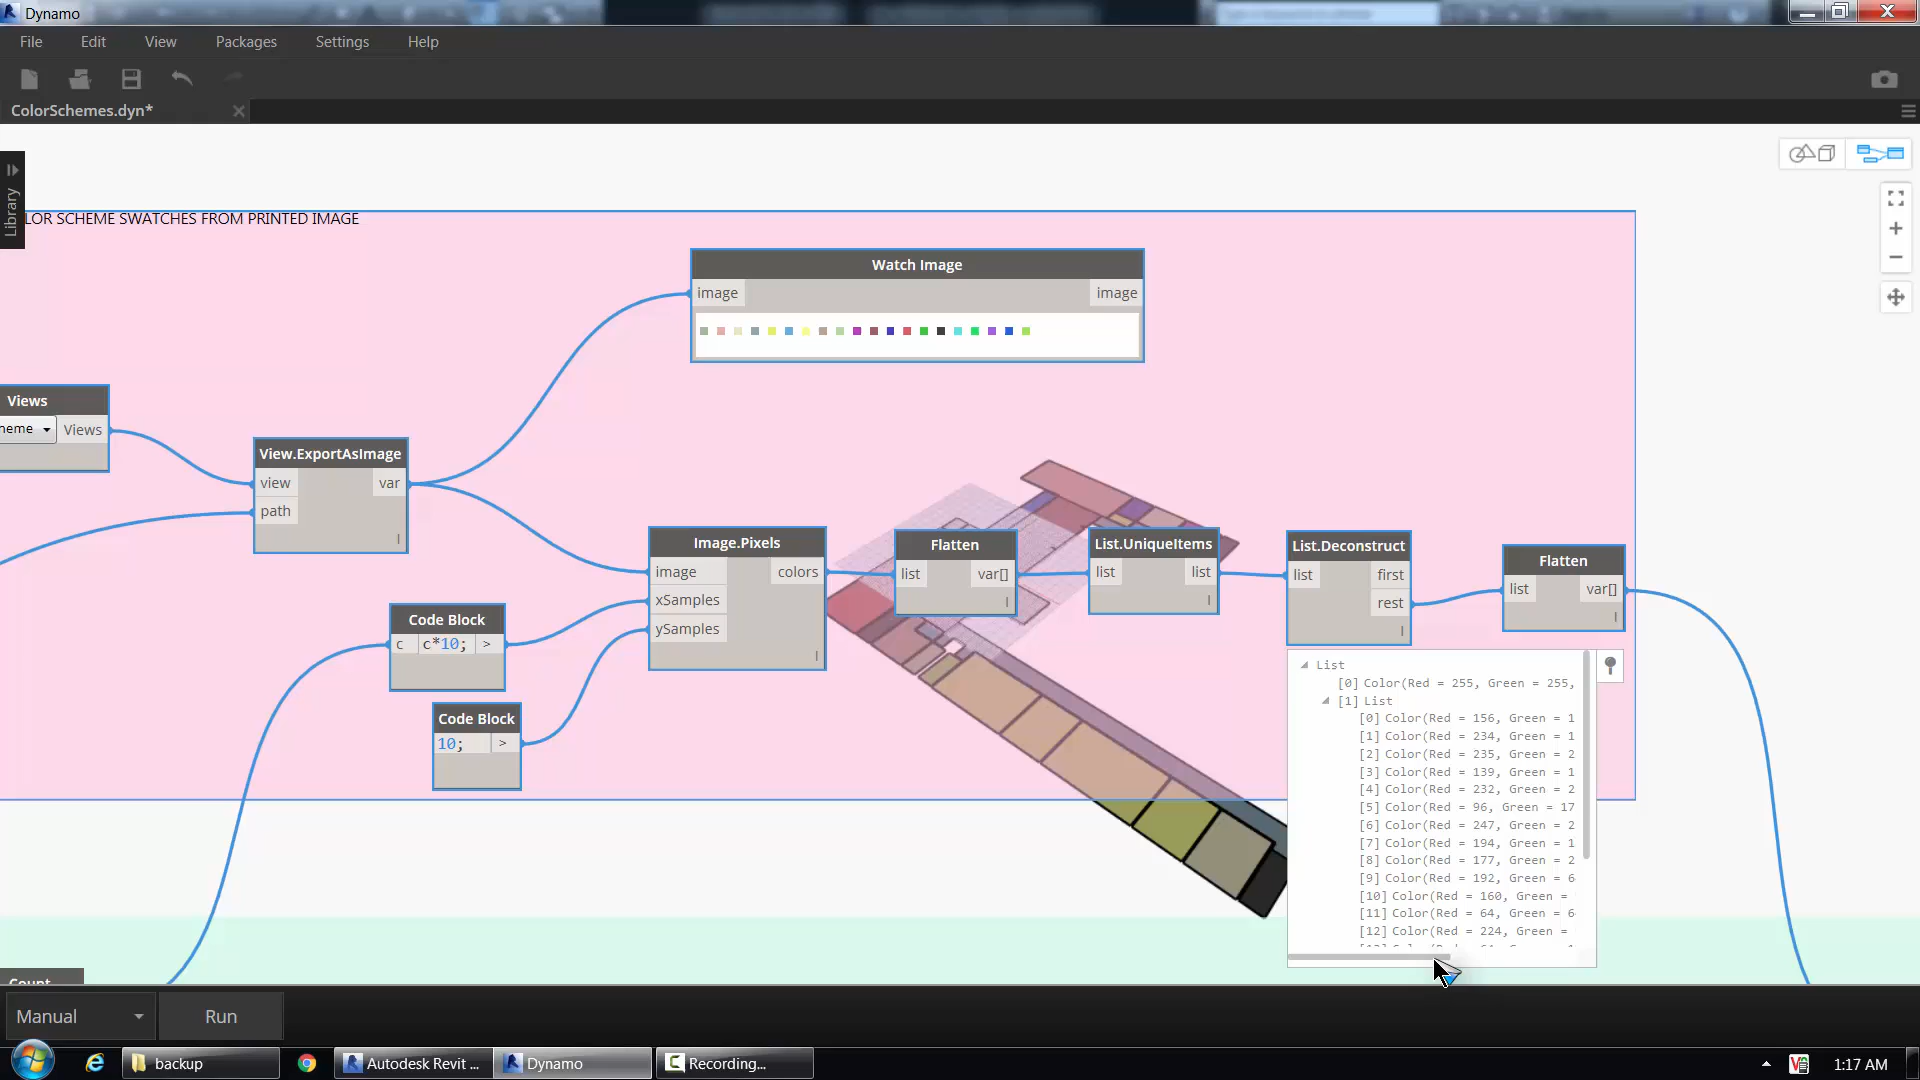 Dynamo
File Edit View Packages Settings Help
ColorSchemes.dyn*
Library
LOR SCHEME SWATCHES FROM PRINTED IMAGE
Watch Image
image image
Views
heme Views
View.ExportAsImage
view var
path
l
Image.Pixels
image colors
xSamples
ySamples
l
Flatten
list var[]
l
List.UniqueItems
list list
l
List.Deconstruct
list first
rest
l
Flatten
list var[]
l
Code Block
c c*10; >
Code Block
10; >
List
[0] Color(Red = 255, Green = 255,
[1] List
[0] Color(Red = 156, Green = 1
[1] Color(Red = 234, Green = 1
[2] Color(Red = 235, Green = 2
[3] Color(Red = 139, Green = 1
[4] Color(Red = 232, Green = 2
[5] Color(Red = 96, Green = 17
[6] Color(Red = 247, Green = 2
[7] Color(Red = 194, Green = 1
[8] Color(Red = 177, Green = 2
[9] Color(Red = 192, Green = 6
[10] Color(Red = 160, Green =
[11] Color(Red = 64, Green = 6
[12] Color(Red = 224, Green =
Count
Manual Run
backup Autodesk Revit ... Dynamo Recording... 1:17 AM